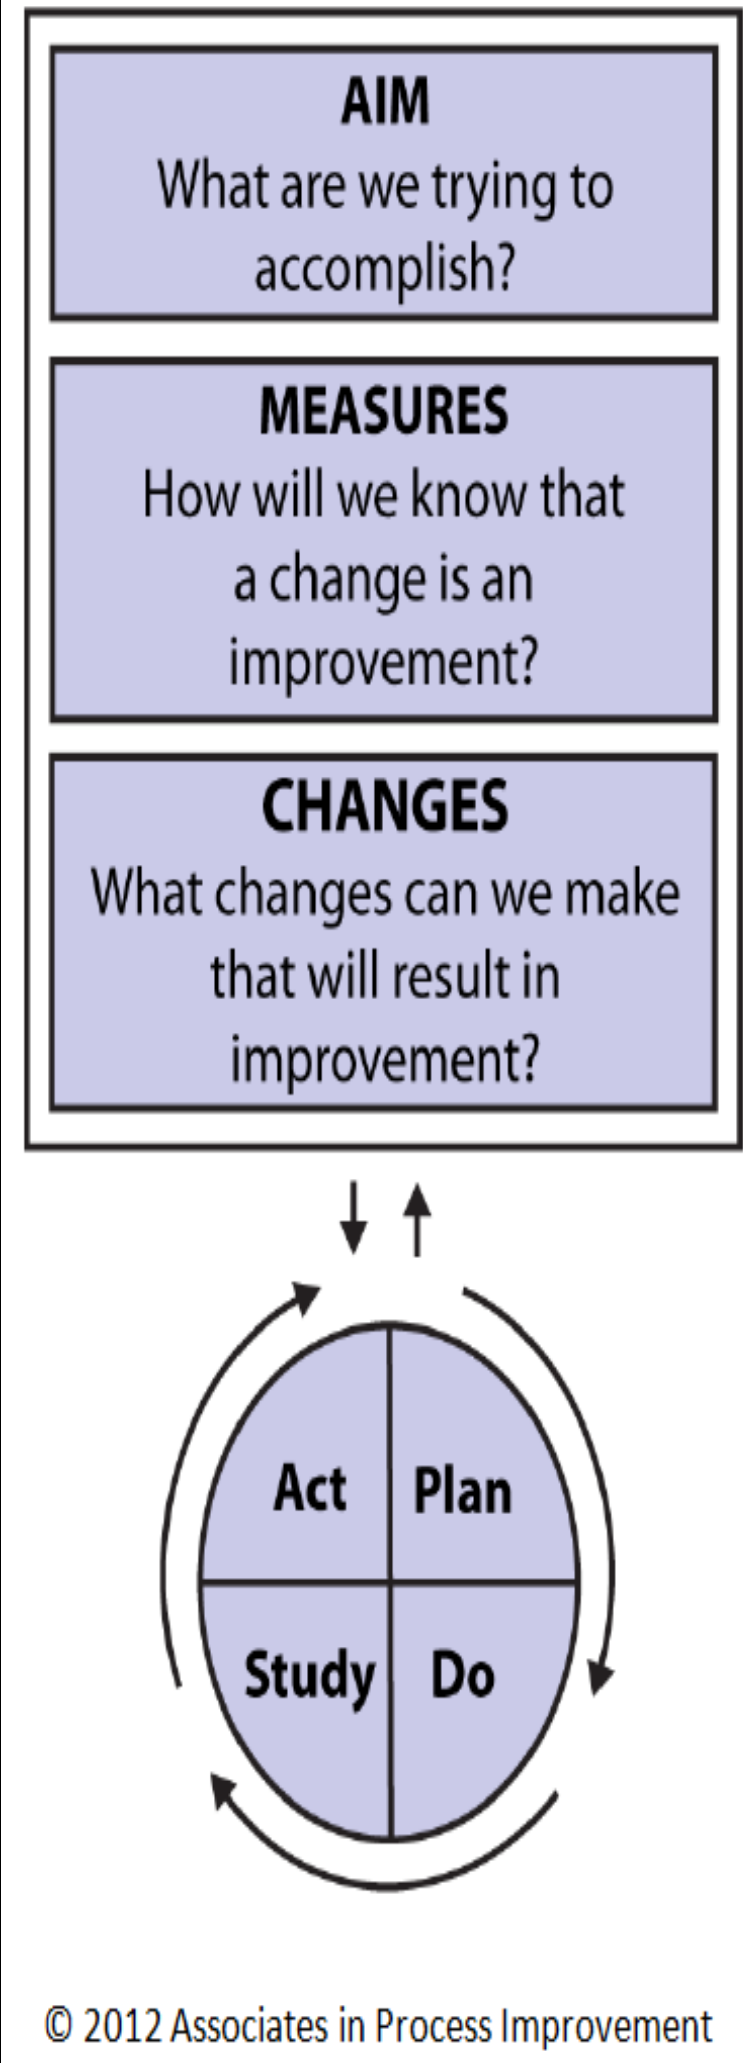 AIM
What are we trying to
accomplish?
MEASURES
How will we know that
a change is an
improvement?
CHANGES
What changes can we make
that will result in
improvement?
Act Plan
Study Do
© 2012 Associates in Process Improvement